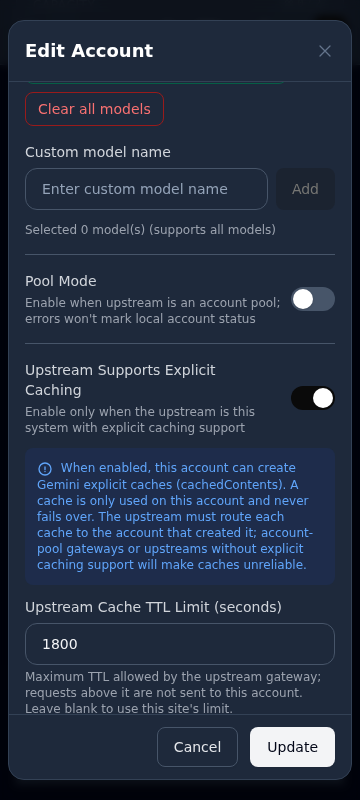 Edit Account
Clear all models
Custom model name
Enter custom model name
Add
Selected 0 model(s) (supports all models)
Pool Mode
Enable when upstream is an account pool;
errors won't mark local account status
Upstream Supports Explicit
Caching
Enable only when the upstream is this
system with explicit caching support
When enabled, this account can create
Gemini explicit caches (cachedContents). A
cache is only used on this account and never
fails over. The upstream must route each
cache to the account that created it; account-
pool gateways or upstreams without explicit
caching support will make caches unreliable.
Upstream Cache TTL Limit (seconds)
1800
Maximum TTL allowed by the upstream gateway;
requests above it are not sent to this account.
Leave blank to use this site's limit.
Cancel
Update